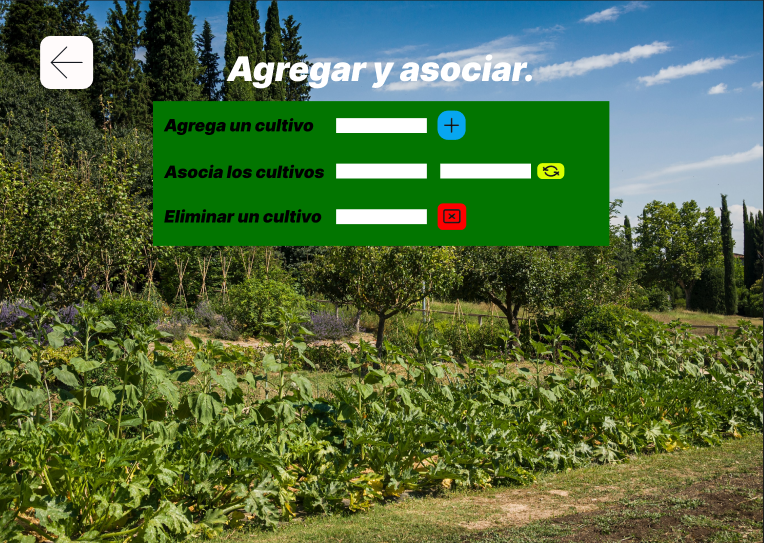 Agregar y asociar.
Agrega un cultivo
Asocia los cultivos
Eliminar un cultivo